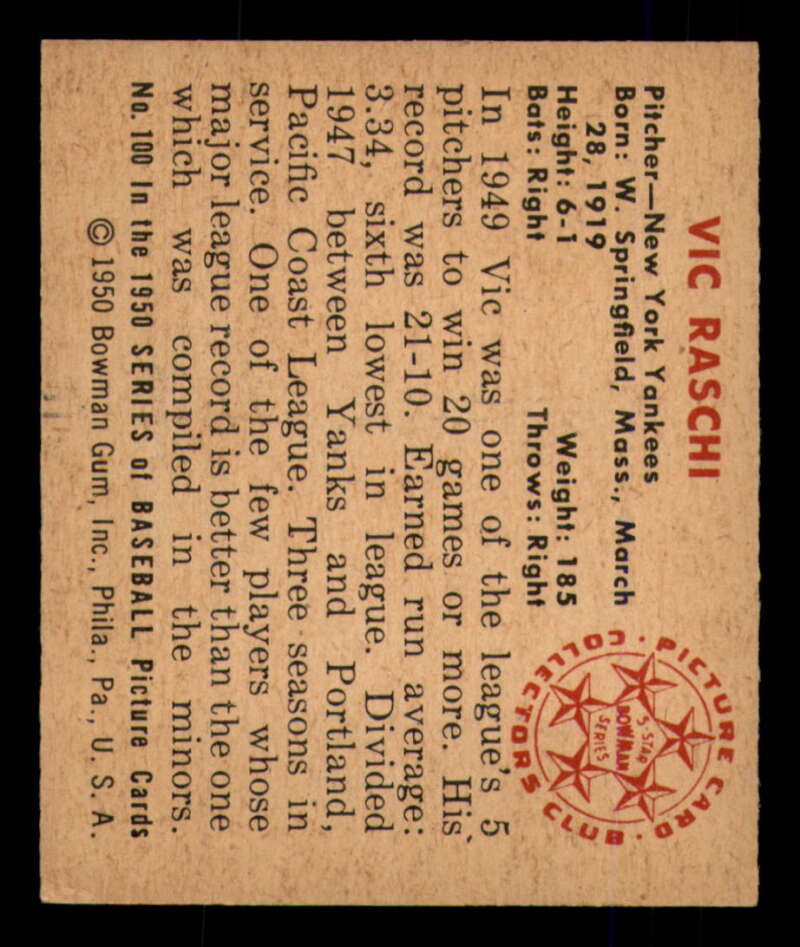 VIC RASCHI
Pitcher—New York Yankees
Born: W. Springfield, Mass., March
28, 1919
Height: 6-1 Weight: 185
Bats: Right Throws: Right
In 1949 Vic was one of the league's 5
pitchers to win 20 games or more. His
record was 21-10. Earned run average:
3.34, sixth lowest in league. Divided
1947 between Yanks and Portland,
Pacific Coast League. Three seasons in
service. One of the few players whose
major league record is better than the one
which was compiled in the minors.
No. 100 In the 1950 SERIES of BASEBALL Picture Cards
© 1950 Bowman Gum, Inc., Phila., Pa., U. S. A.
PICTURE CARD · COLLECTORS CLUB ·
5-STAR
BOWMAN
SERIES